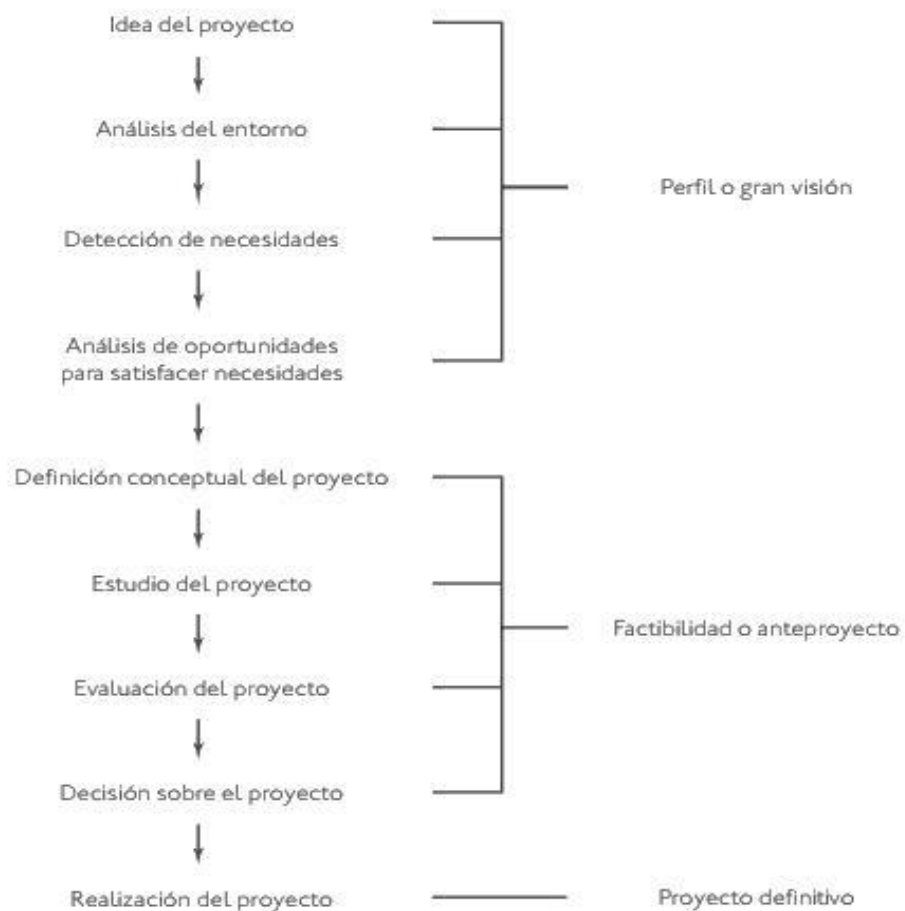 Idea del proyecto
Análisis del entorno
Perfil o gran visión
Detección de necesidades
Análisis de oportunidades
para satisfacer necesidades
Definición conceptual del proyecto
Estudio del proyecto
Factibilidad o anteproyecto
Evaluación del proyecto
Decisión sobre el proyecto
Realización del proyecto
Proyecto definitivo